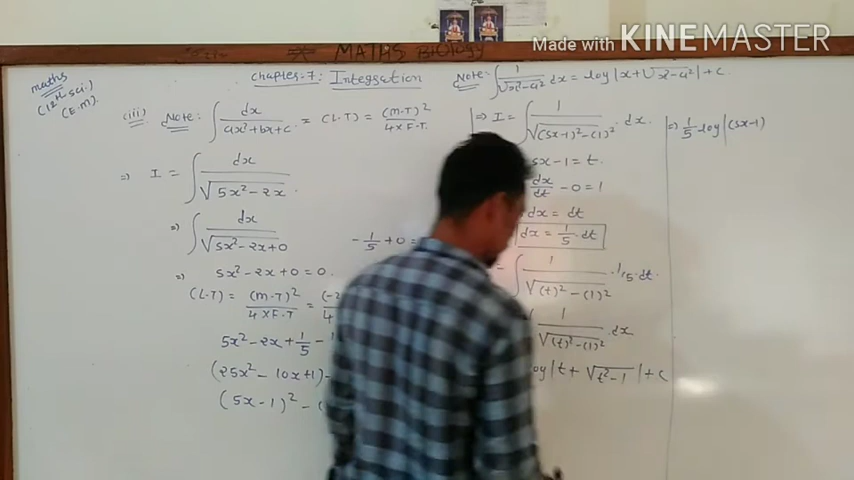 Made with KINEMASTER
MATHS BIOLOGY
maths
(12th sci.)
(E.M)
Chapter-7: Integration
Note: ∫ 1/√(x²-a²) dx = log|x+√(x²-a²)|+c.
(iii) Note: ∫ dx/(ax²+bx+c) = (L.T) = (M.T)²/(4×F.T.)
⇒ I = ∫ dx/√(5x²-2x).
⇒ ∫ dx/√(5x²-2x+0)
-1/5 +0 =
⇒ 5x²-2x+0=0.
(L.T) = (M.T)²/(4×F.T) = (-2
5x²-2x+1/5 -
(25x²-10x+1)-
(5x-1)² -
⇒ I = ∫ 1/√((5x-1)²-(1)²) . dx.
5x-1=t.
dx/dt -0=1
dx = dt
dx = 1/5 . dt
= ∫ 1/√((t)²-(1)²) . 1/5 . dt.
∫ 1/√((t)²-(1)²) . dx
og|t+√(t²-1)|+c
⇒ 1/5 log|(5x-1)